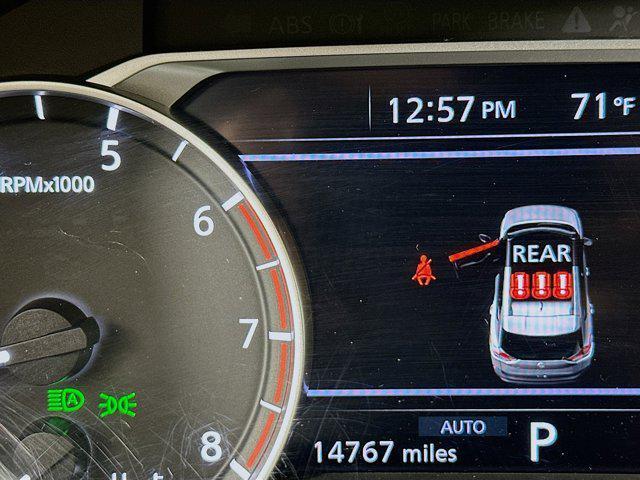 ABS
PARK BRAKE
12:57 PM
71°F
5
RPMx1000
6
REAR
7
A
8
AUTO
P
14767 miles